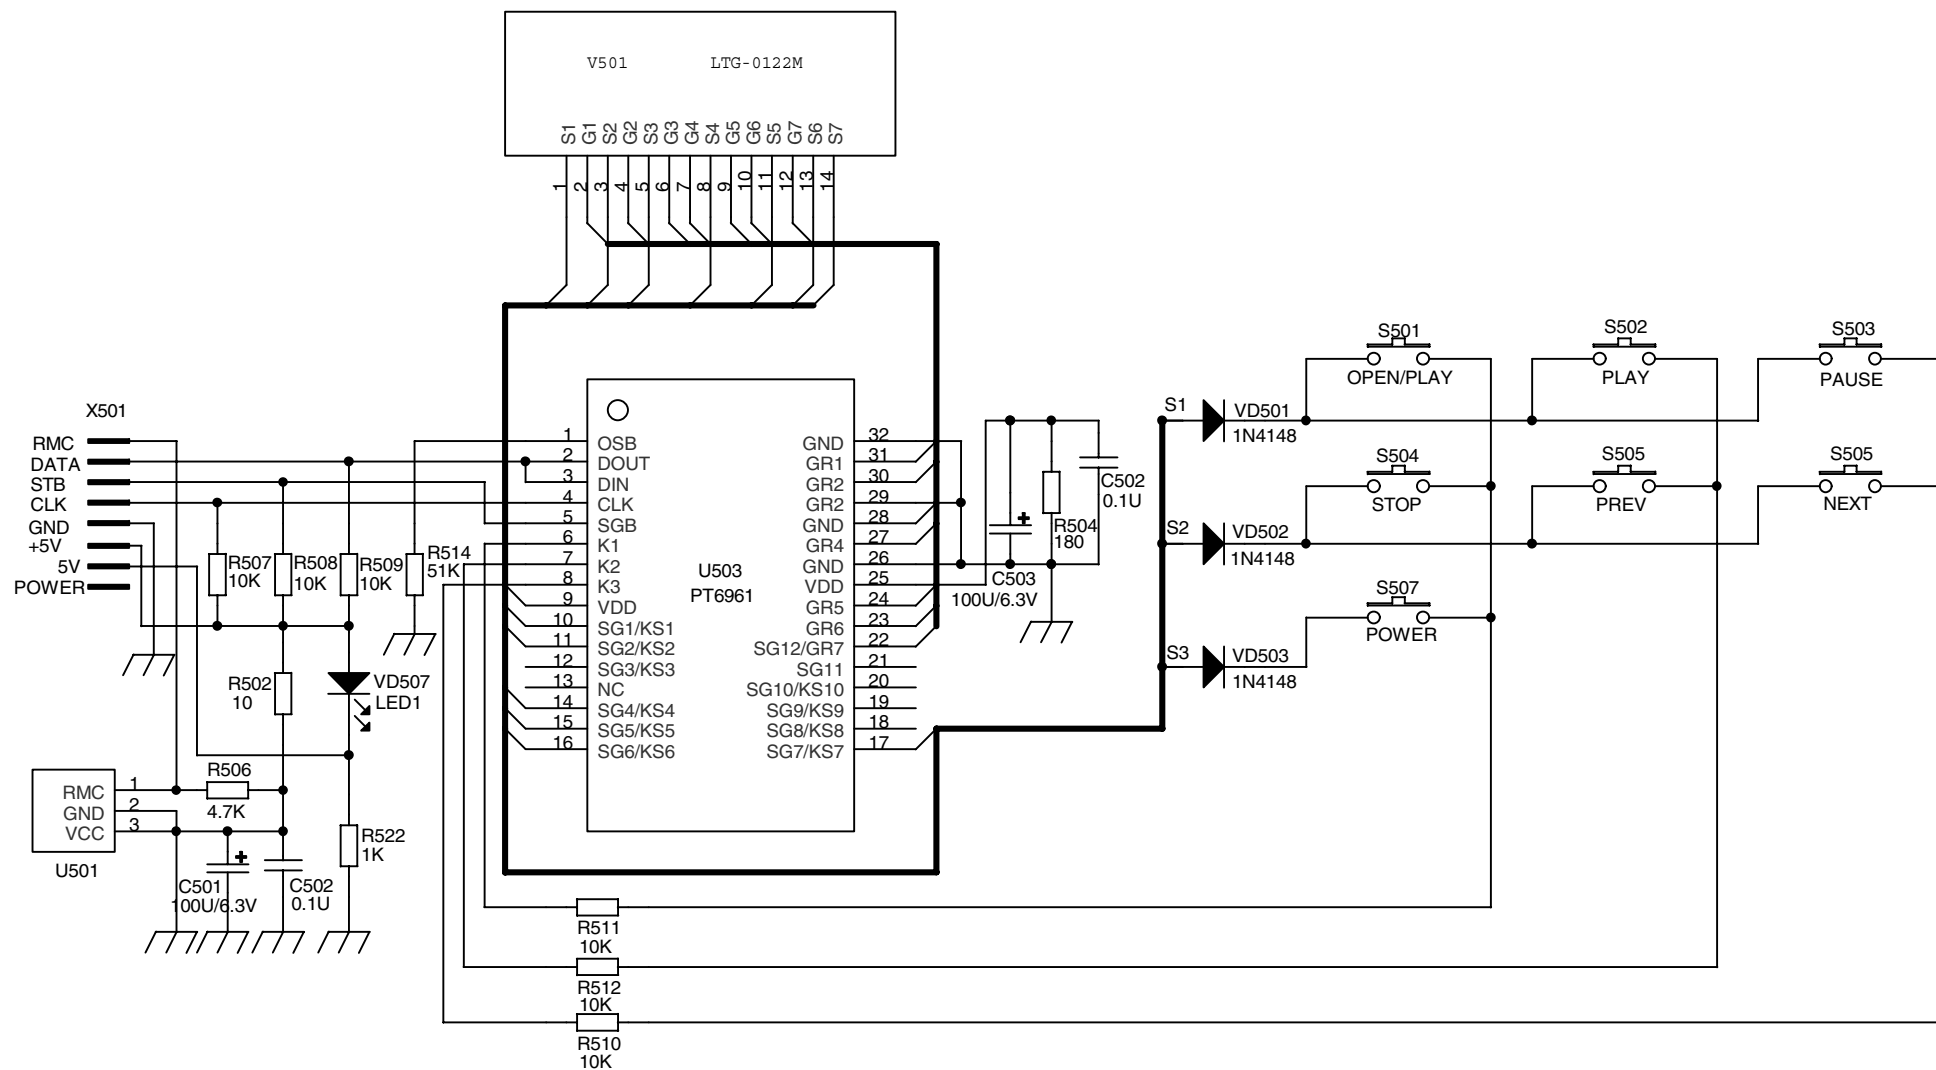 V501 LTG-0122M
S1 G1 S2 G2 S3 G3 G4 S4 G5 G6 S5 G7 S6 S7
1 2 3 4 5 6 7 8 9 10 11 12 13 14
X501
RMC
DATA
STB
CLK
GND
+5V
5V
POWER
R507
10K
R508
10K
R509
10K
R514
51K
R502
10
VD507
LED1
R506
4.7K
RMC 1
GND 2
VCC 3
U501
C501
100U/6.3V
C502
0.1U
R522
1K
U503
PT6961
1 OSB
2 DOUT
3 DIN
4 CLK
5 SGB
6 K1
7 K2
8 K3
9 VDD
10 SG1/KS1
11 SG2/KS2
12 SG3/KS3
13 NC
14 SG4/KS4
15 SG5/KS5
16 SG6/KS6
GND 32
GR1 31
GR2 30
GR2 29
GND 28
GR4 27
GND 26
VDD 25
GR5 24
GR6 23
SG12/GR7 22
SG11 21
SG10/KS10 20
SG9/KS9 19
SG8/KS8 18
SG7/KS7 17
C503
100U/6.3V
+
R504
180
C502
0.1U
S1
VD501
1N4148
S2
VD502
1N4148
S3
VD503
1N4148
S501
OPEN/PLAY
S502
PLAY
S503
PAUSE
S504
STOP
S505
PREV
S505
NEXT
S507
POWER
+
R511
10K
R512
10K
R510
10K